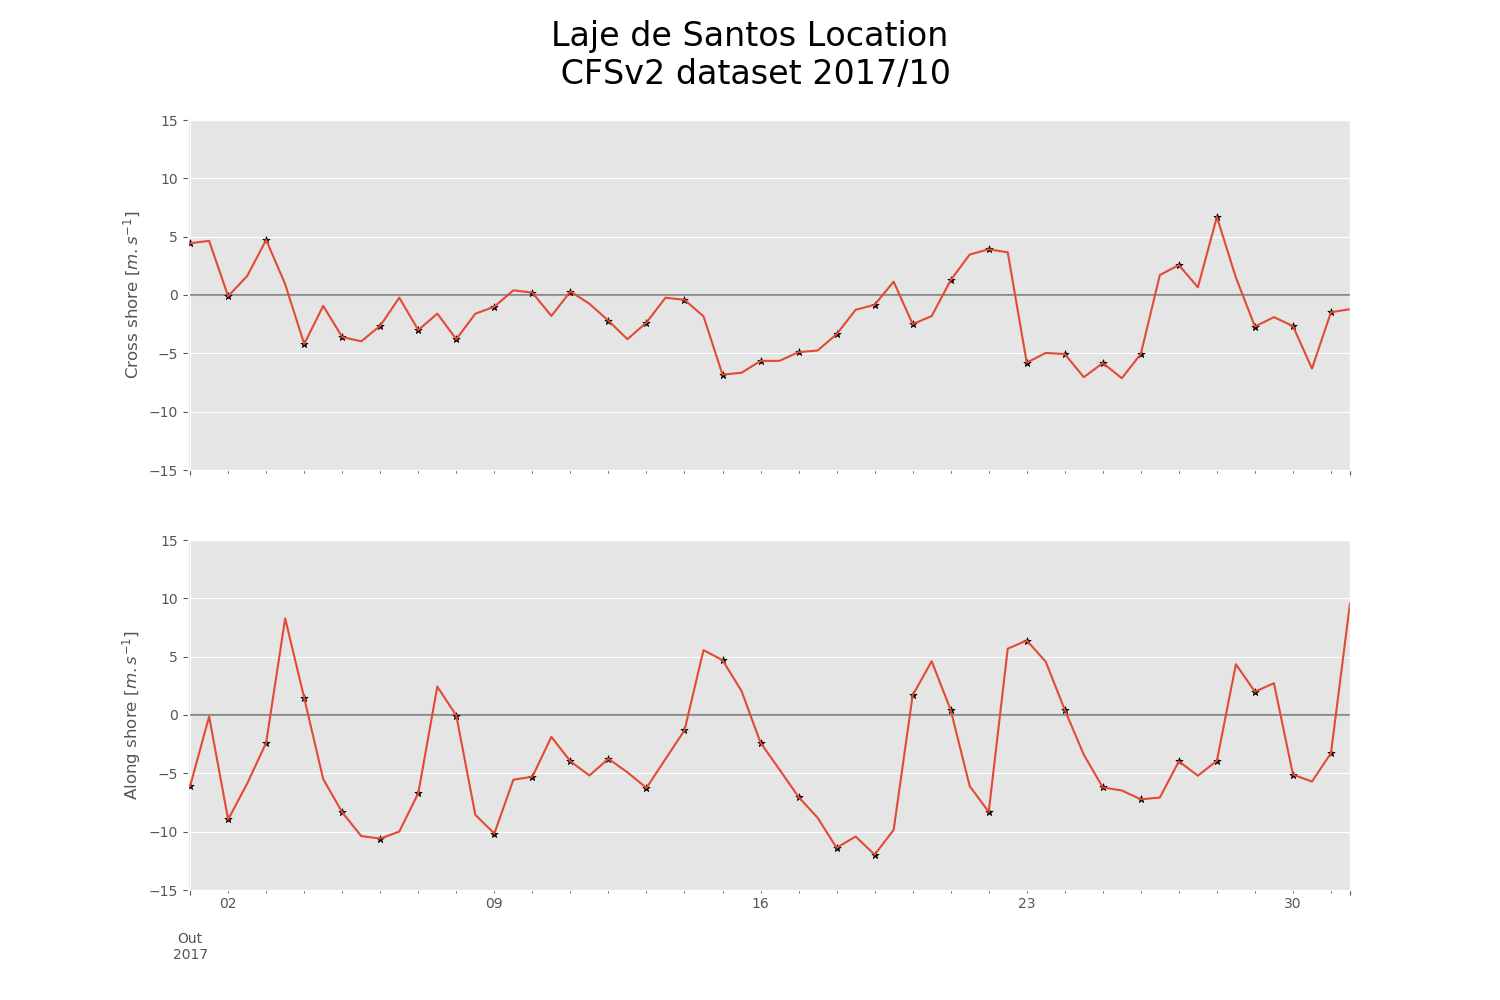 Laje de Santos Location
CFSv2 dataset 2017/10
15
10
5
0
−5
−10
−15
Cross shore [m.s⁻¹]
15
10
5
0
−5
−10
−15
Along shore [m.s⁻¹]
02 09 16 23 30
Out
2017